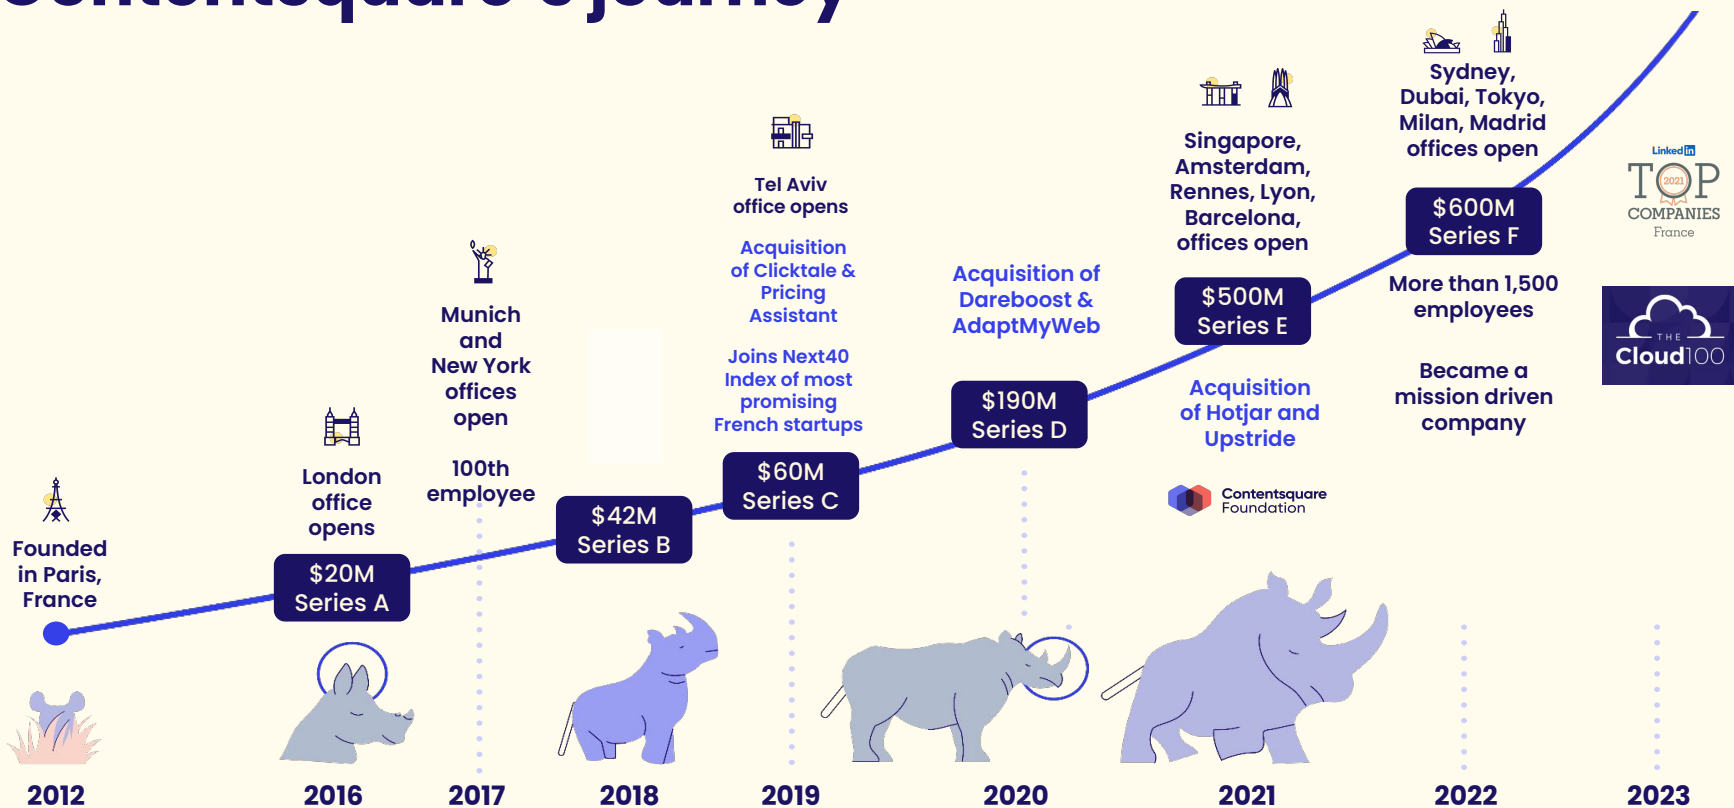 Contentsquare's journey
Founded
in Paris,
France
London
office
opens
$20M
Series A
Munich
and
New York
offices
open
100th
employee
$42M
Series B
Tel Aviv
office opens
Acquisition
of Clicktale &
Pricing
Assistant
Joins Next40
Index of most
promising
French startups
$60M
Series C
Acquisition of
Dareboost &
AdaptMyWeb
$190M
Series D
Singapore,
Amsterdam,
Rennes, Lyon,
Barcelona,
offices open
$500M
Series E
Acquisition
of Hotjar and
Upstride
Contentsquare
Foundation
Sydney,
Dubai, Tokyo,
Milan, Madrid
offices open
$600M
Series F
More than 1,500
employees
Became a
mission driven
company
Linked in
TOP
2021
COMPANIES
France
THE
Cloud100
2012
2016
2017
2018
2019
2020
2021
2022
2023